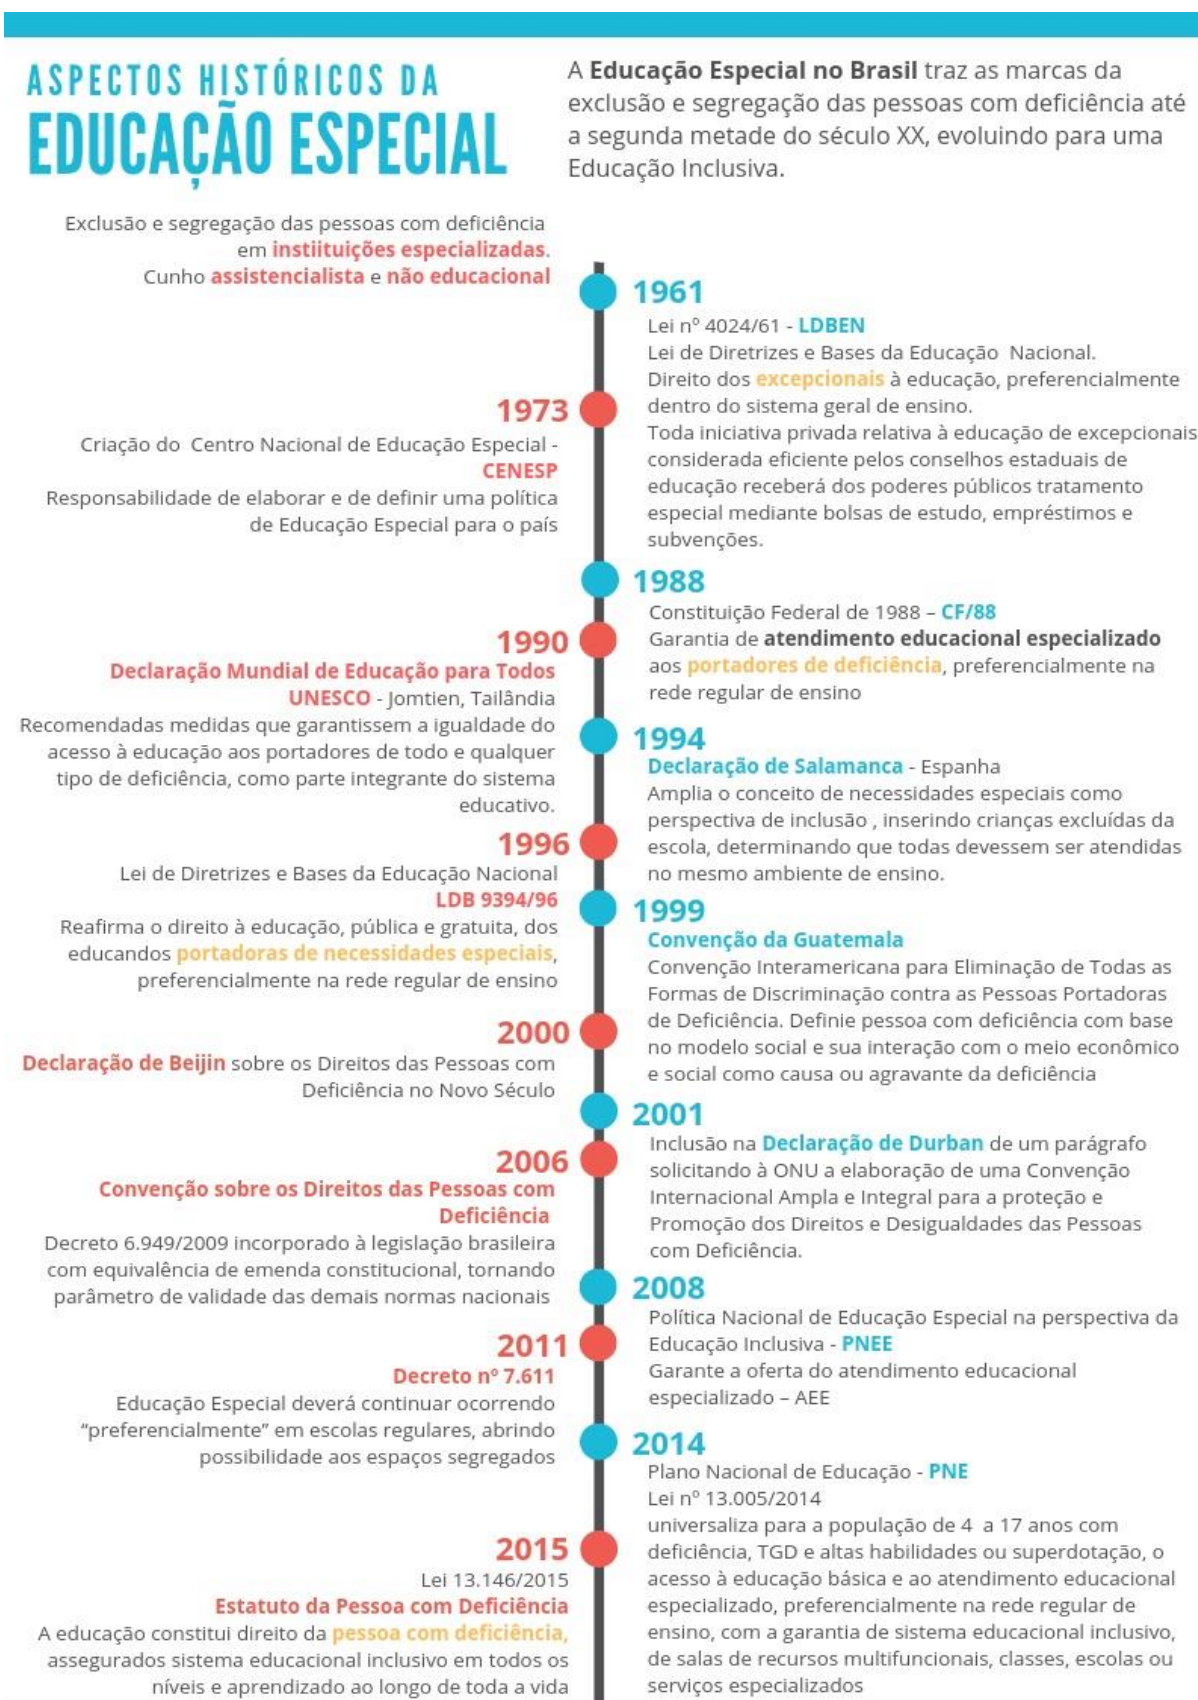 ASPECTOS HISTÓRICOS DA
EDUCAÇÃO ESPECIAL
A Educação Especial no Brasil traz as marcas da
exclusão e segregação das pessoas com deficiência até
a segunda metade do século XX, evoluindo para uma
Educação Inclusiva.
Exclusão e segregação das pessoas com deficiência
em instiituições especializadas.
Cunho assistencialista e não educacional
1961
Lei nº 4024/61 - LDBEN
Lei de Diretrizes e Bases da Educação Nacional.
Direito dos excepcionais à educação, preferencialmente
dentro do sistema geral de ensino.
Toda iniciativa privada relativa à educação de excepcionais
considerada eficiente pelos conselhos estaduais de
educação receberá dos poderes públicos tratamento
especial mediante bolsas de estudo, empréstimos e
subvenções.
1973
Criação do Centro Nacional de Educação Especial -
CENESP
Responsabilidade de elaborar e de definir uma política
de Educação Especial para o país
1988
Constituição Federal de 1988 – CF/88
Garantia de atendimento educacional especializado
aos portadores de deficiência, preferencialmente na
rede regular de ensino
1990
Declaração Mundial de Educação para Todos
UNESCO - Jomtien, Tailândia
Recomendadas medidas que garantissem a igualdade do
acesso à educação aos portadores de todo e qualquer
tipo de deficiência, como parte integrante do sistema
educativo.
1994
Declaração de Salamanca - Espanha
Amplia o conceito de necessidades especiais como
perspectiva de inclusão , inserindo crianças excluídas da
escola, determinando que todas devessem ser atendidas
no mesmo ambiente de ensino.
1996
Lei de Diretrizes e Bases da Educação Nacional
LDB 9394/96
Reafirma o direito à educação, pública e gratuita, dos
educandos portadoras de necessidades especiais,
preferencialmente na rede regular de ensino
1999
Convenção da Guatemala
Convenção Interamericana para Eliminação de Todas as
Formas de Discriminação contra as Pessoas Portadoras
de Deficiência. Definie pessoa com deficiência com base
no modelo social e sua interação com o meio econômico
e social como causa ou agravante da deficiência
2000
Declaração de Beijin sobre os Direitos das Pessoas com
Deficiência no Novo Século
2001
Inclusão na Declaração de Durban de um parágrafo
solicitando à ONU a elaboração de uma Convenção
Internacional Ampla e Integral para a proteção e
Promoção dos Direitos e Desigualdades das Pessoas
com Deficiência.
2006
Convenção sobre os Direitos das Pessoas com
Deficiência
Decreto 6.949/2009 incorporado à legislação brasileira
com equivalência de emenda constitucional, tornando
parâmetro de validade das demais normas nacionais
2008
Política Nacional de Educação Especial na perspectiva da
Educação Inclusiva - PNEE
Garante a oferta do atendimento educacional
especializado – AEE
2011
Decreto nº 7.611
Educação Especial deverá continuar ocorrendo
“preferencialmente” em escolas regulares, abrindo
possibilidade aos espaços segregados
2014
Plano Nacional de Educação - PNE
Lei nº 13.005/2014
universaliza para a população de 4 a 17 anos com
deficiência, TGD e altas habilidades ou superdotação, o
acesso à educação básica e ao atendimento educacional
especializado, preferencialmente na rede regular de
ensino, com a garantia de sistema educacional inclusivo,
de salas de recursos multifuncionais, classes, escolas ou
serviços especializados
2015
Lei 13.146/2015
Estatuto da Pessoa com Deficiência
A educação constitui direito da pessoa com deficiência,
assegurados sistema educacional inclusivo em todos os
níveis e aprendizado ao longo de toda a vida